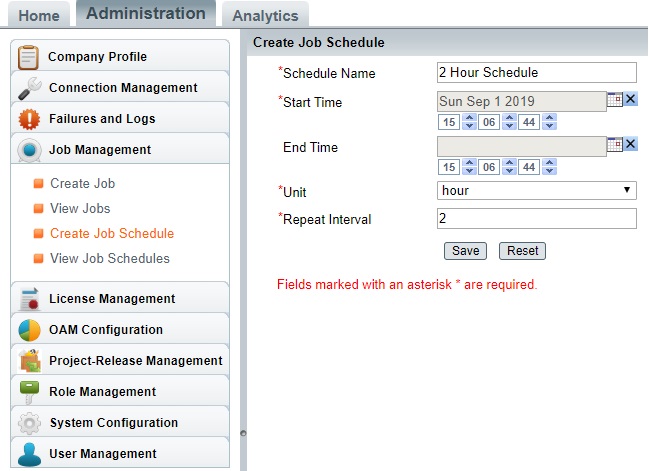 Home Administration Analytics
Company Profile
Connection Management
Failures and Logs
Job Management
Create Job
View Jobs
Create Job Schedule
View Job Schedules
License Management
OAM Configuration
Project-Release Management
Role Management
System Configuration
User Management
Create Job Schedule
*Schedule Name 2 Hour Schedule
*Start Time Sun Sep 1 2019
15 06 44
End Time
15 06 44
*Unit hour
*Repeat Interval 2
Save Reset
Fields marked with an asterisk * are required.